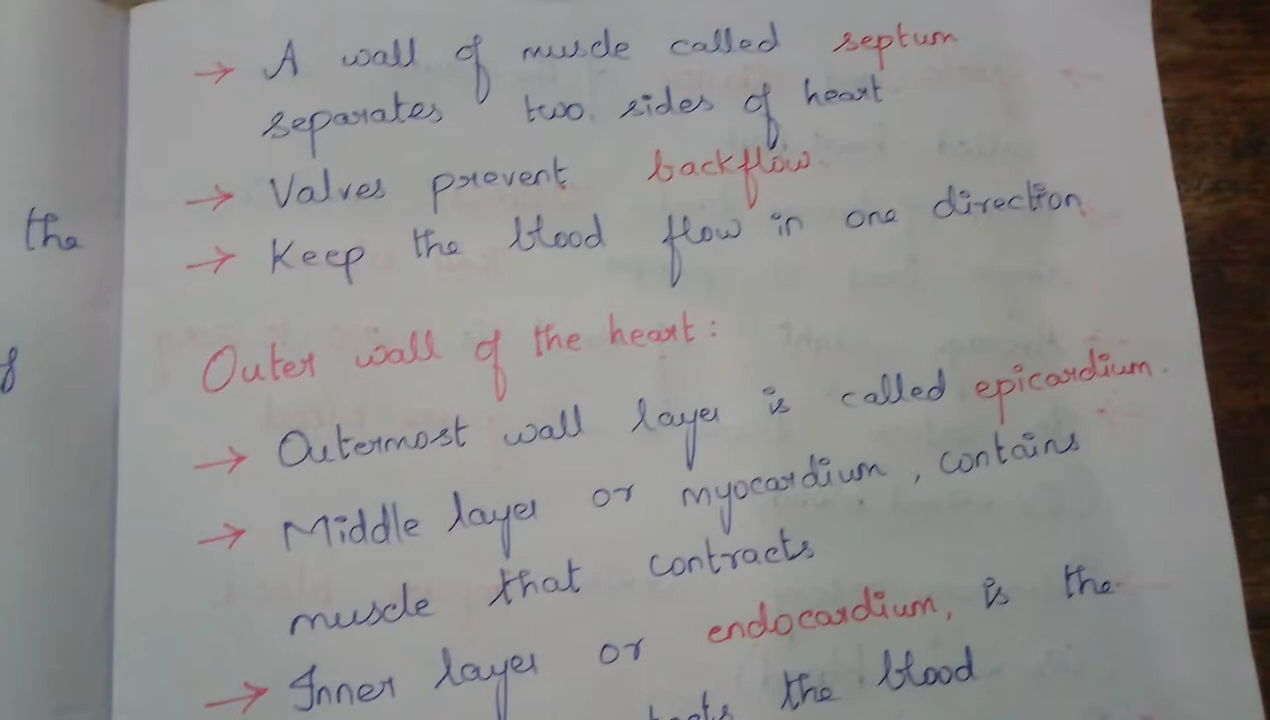 → A wall of muscle called septum
separates two sides of heart
→ Valves prevent backflow.
→ Keep the blood flow in one direction.
the
Outer wall of the heart:
→ Outermost wall layer is called epicardium.
→ Middle layer or myocardium, contains
muscle that contracts
→ Inner layer or endocardium, is the
the blood